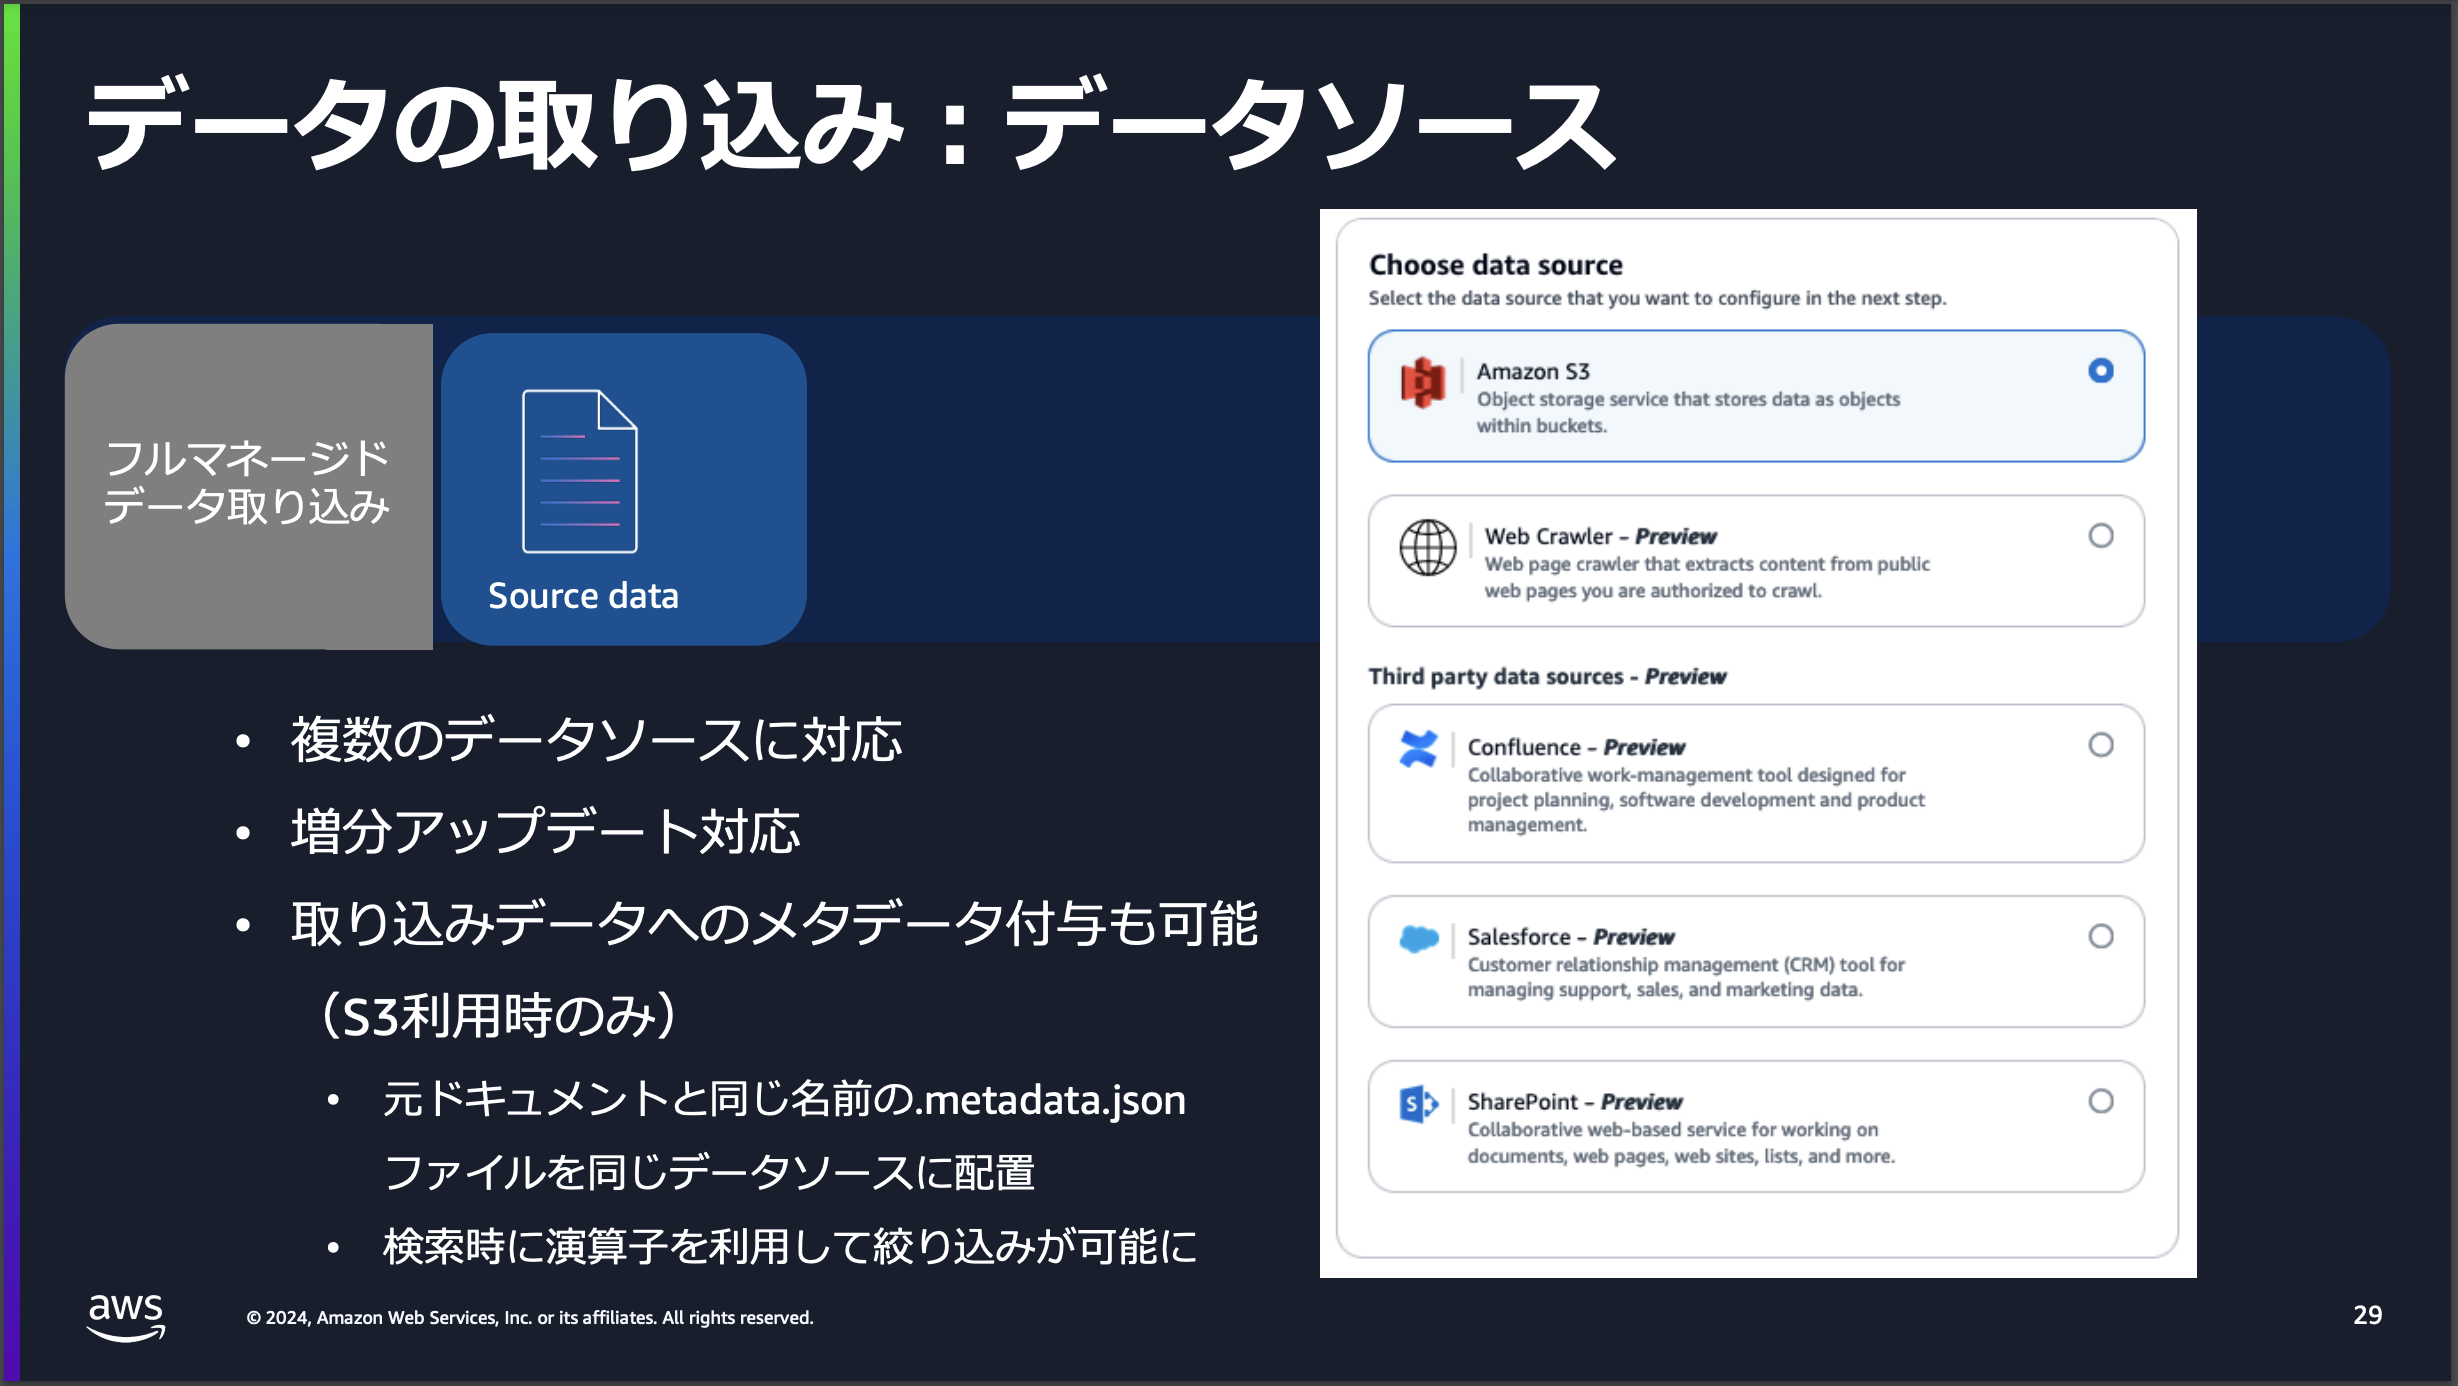 データの取り込み：データソース
フルマネージド
データ取り込み
Source data
• 複数のデータソースに対応
• 増分アップデート対応
• 取り込みデータへのメタデータ付与も可能
（S3利用時のみ）
• 元ドキュメントと同じ名前の.metadata.json
ファイルを同じデータソースに配置
• 検索時に演算子を利用して絞り込みが可能に
Choose data source
Select the data source that you want to configure in the next step.
Amazon S3
Object storage service that stores data as objects
within buckets.
Web Crawler – Preview
Web page crawler that extracts content from public
web pages you are authorized to crawl.
Third party data sources - Preview
Confluence – Preview
Collaborative work-management tool designed for
project planning, software development and product
management.
Salesforce – Preview
Customer relationship management (CRM) tool for
managing support, sales, and marketing data.
S
SharePoint – Preview
Collaborative web-based service for working on
documents, web pages, web sites, lists, and more.
aws
© 2024, Amazon Web Services, Inc. or its affiliates. All rights reserved.
29